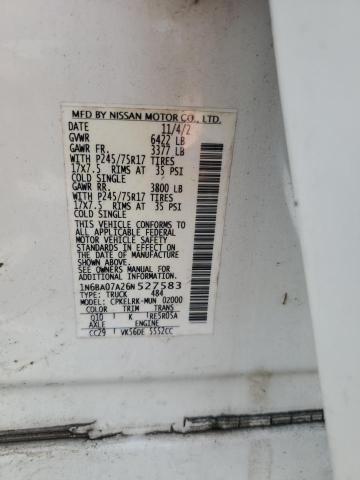 MFD BY NISSAN MOTOR CO., LTD.
DATE 11/4/2
GVWR 6422 LB
GAWR FR. 3377 LB
WITH P245/75R17 TIRES
17X7.5 RIMS AT 35 PSI
COLD SINGLE
GAWR RR. 3800 LB
WITH P245/75R17 TIRES
17X7.5 RIMS AT 35 PSI
COLD SINGLE
THIS VEHICLE CONFORMS TO ALL
APPLICABLE FEDERAL
MOTOR VEHICLE SAFETY
STANDARDS IN EFFECT ON
THE DATE OF MANUFACTURE
SEE OWNERS MANUAL FOR
ADDITIONAL INFORMATION
1N6BA07A26N527583
TYPE: TRUCK 484
MODEL: CPKELRK-MUN 02000
COLOR TRIM TRANS
Q10 K RE5R05A
AXLE ENGINE
CC29 VK56DE 5552CC